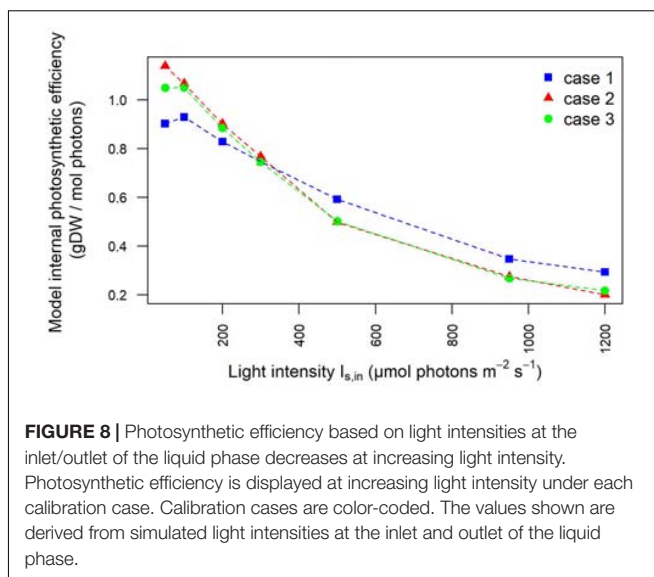 Model internal photosynthetic efficiency
(gDW / mol photons)
1.0
0.8
0.6
0.4
0.2
case 1
case 2
case 3
200
400
600
800
1000
1200
Light intensity I s,in (µmol photons m⁻² s⁻¹)
FIGURE 8 | Photosynthetic efficiency based on light intensities at the
inlet/outlet of the liquid phase decreases at increasing light intensity.
Photosynthetic efficiency is displayed at increasing light intensity under each
calibration case. Calibration cases are color-coded. The values shown are
derived from simulated light intensities at the inlet and outlet of the liquid
phase.